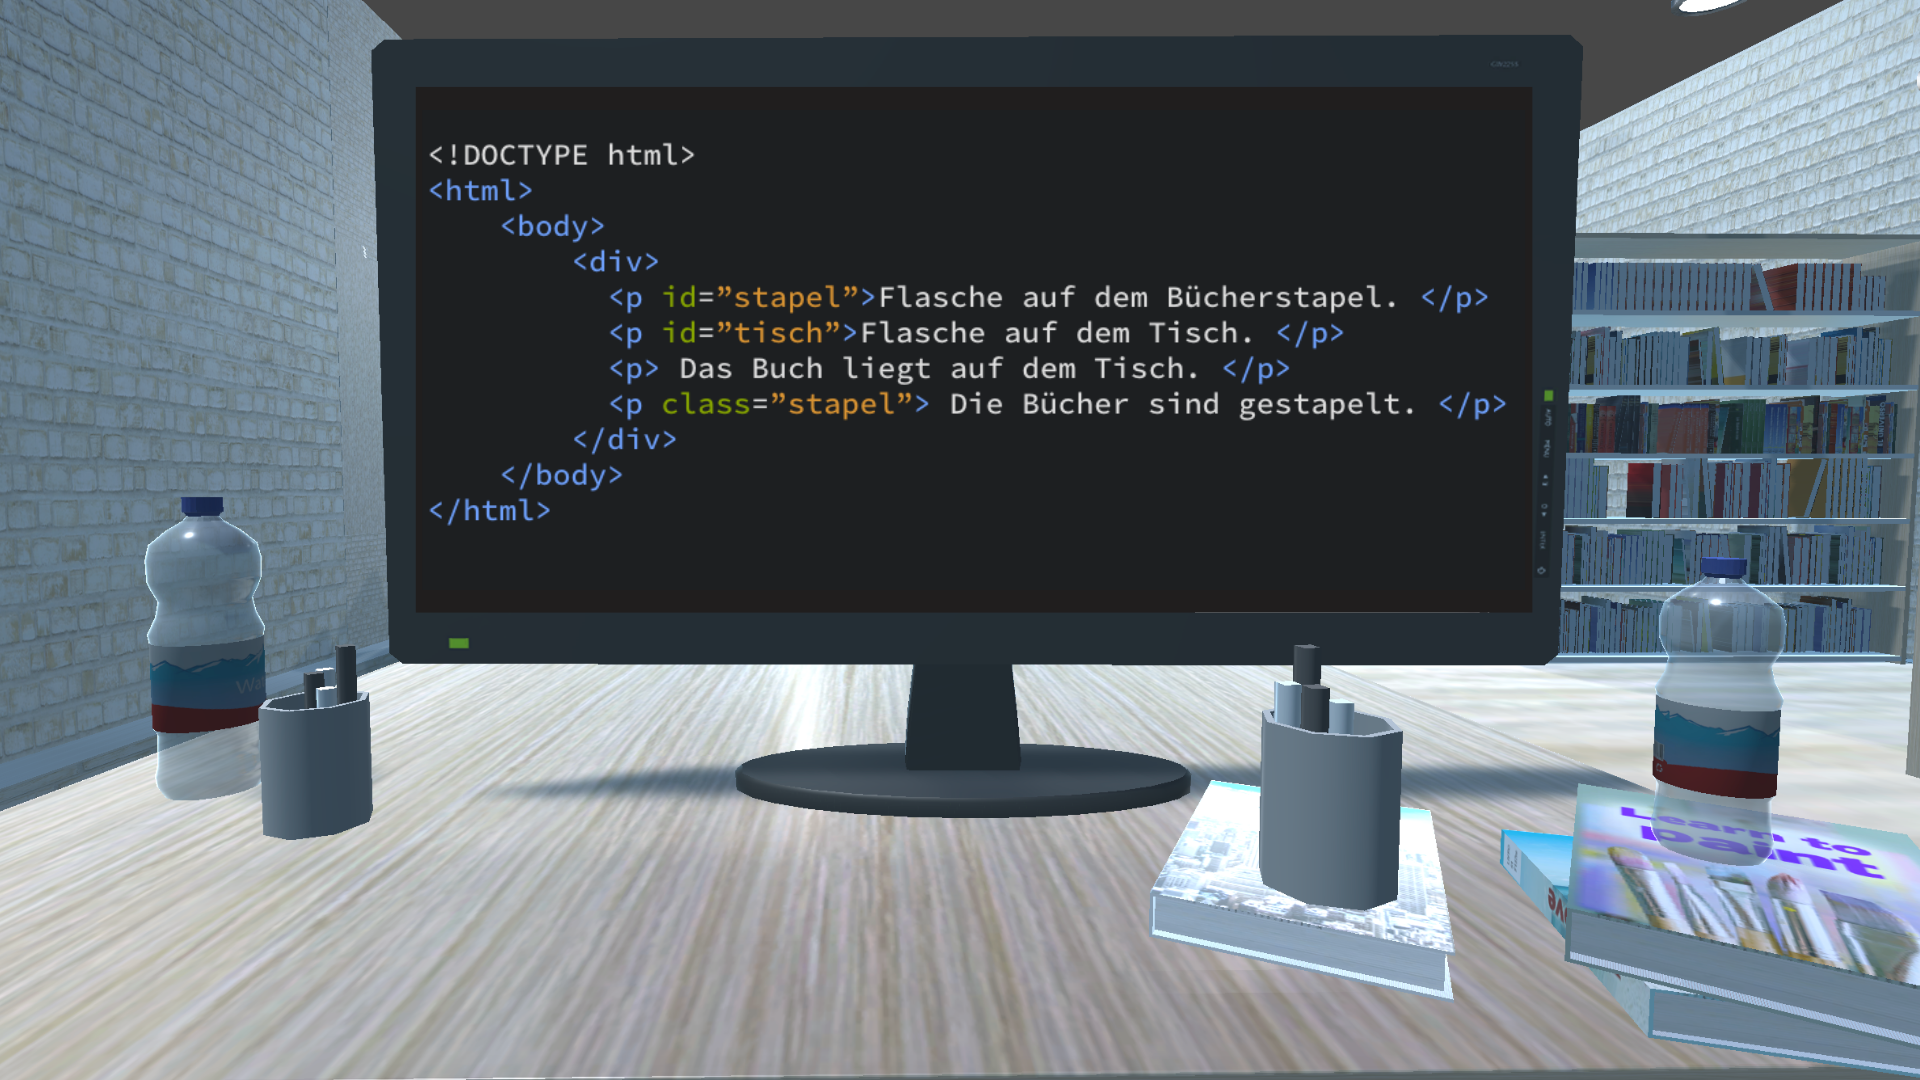 <!DOCTYPE html>
<html>
<body>
<div>
<p id=”stapel”>Flasche auf dem Bücherstapel. </p>
<p id=”tisch”>Flasche auf dem Tisch. </p>
<p> Das Buch liegt auf dem Tisch. </p>
<p class=”stapel”> Die Bücher sind gestapelt. </p>
</div>
</body>
</html>
Learn to
paint